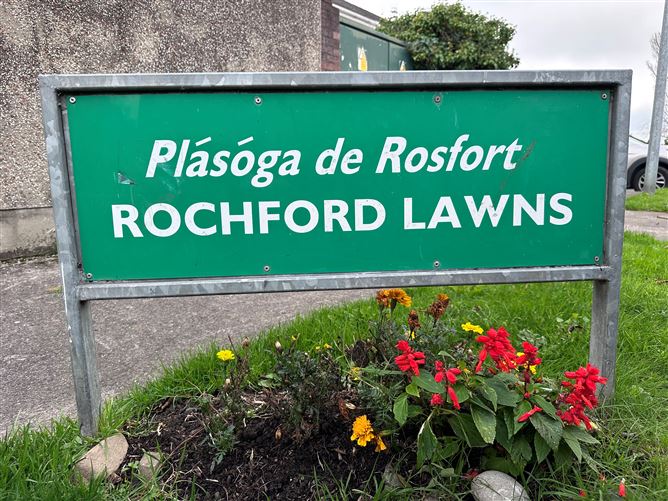 Plásóga de Rosfort
ROCHFORD LAWNS